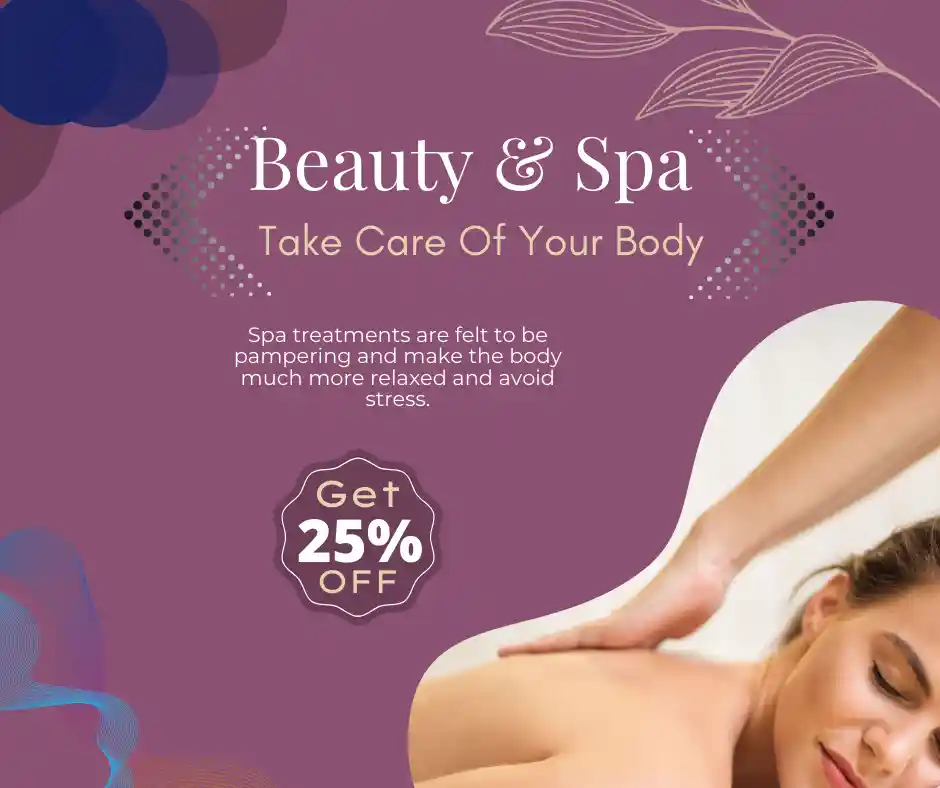 Beauty & Spa
Take Care Of Your Body
Spa treatments are felt to be
pampering and make the body
much more relaxed and avoid
stress.
Get
25%
OFF